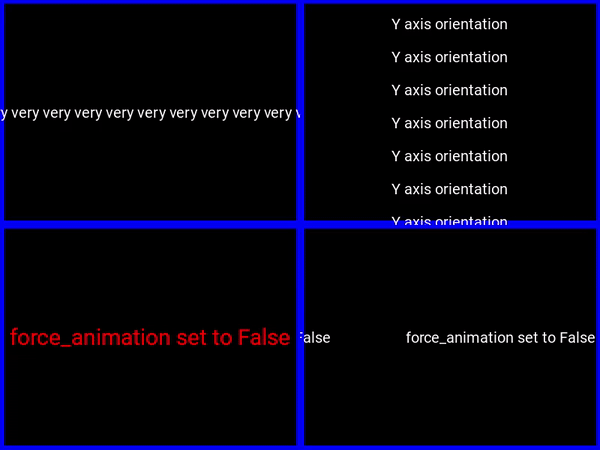 very very very very very very very very very
Y axis orientation
Y axis orientation
Y axis orientation
Y axis orientation
Y axis orientation
Y axis orientation
Y axis orientation
force_animation set to False
False force_animation set to False